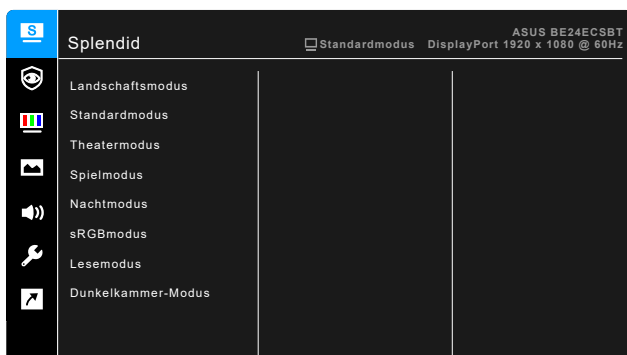 S
ASUS BE24ECSBT
Splendid
Standardmodus DisplayPort 1920 x 1080 @ 60Hz
Landschaftsmodus
Standardmodus
Theatermodus
Spielmodus
Nachtmodus
sRGBmodus
Lesemodus
Dunkelkammer-Modus